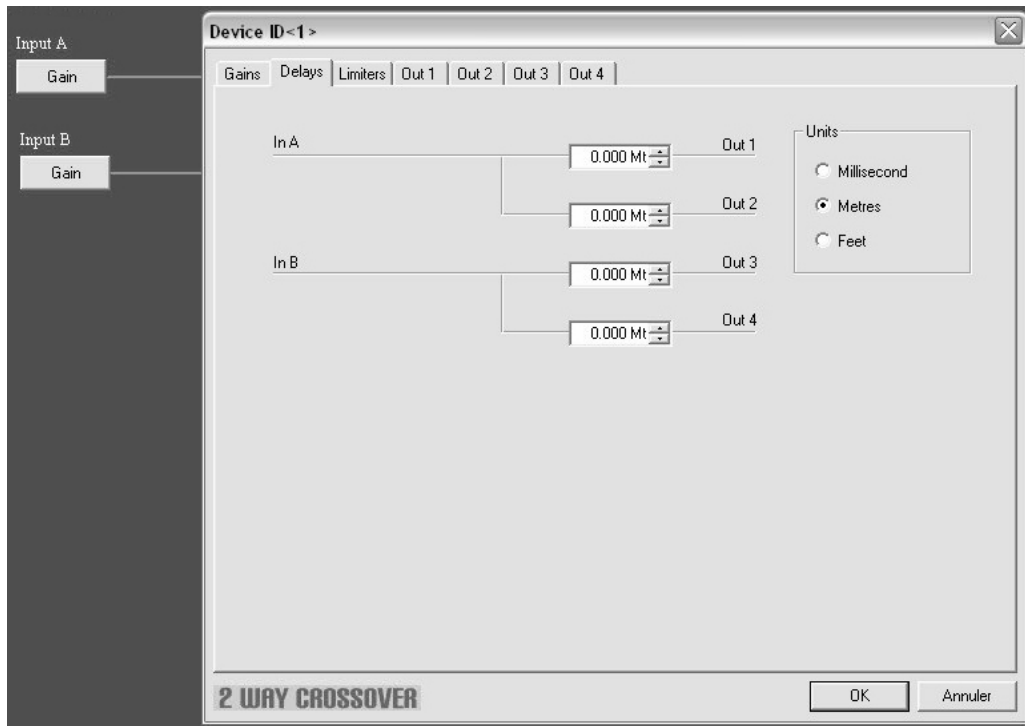 Input A
Gain
Input B
Gain
Device ID<1>
Gains Delays Limiters Out 1 Out 2 Out 3 Out 4
In A
0.000 Mt
Out 1
0.000 Mt
Out 2
In B
0.000 Mt
Out 3
0.000 Mt
Out 4
Units
Millisecond
Metres
Feet
2 WAY CROSSOVER
OK
Annuler